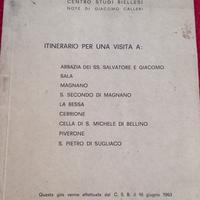 CENTRO STUDI BIELLESI
NOTE DI GIACOMO CALLERI
ITINERARIO PER UNA VISITA A:
ABBAZIA DEI SS. SALVATORE E GIACOMO
SALA
MAGNANO
S. SECONDO DI MAGNANO
LA BESSA
CERRIONE
CELLA DI S. MICHELE DI BELLINO
PIVERONE
S. PIETRO DI SUGLIACO
Questa gita venne effettuata dal C. S. B. il 16 giugno 1963